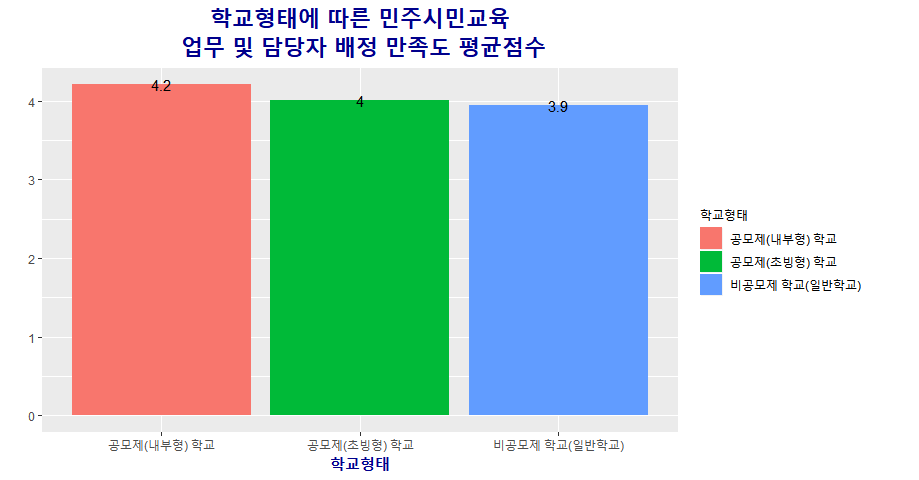 학교형태에 따른 민주시민교육
업무 및 담당자 배정 만족도 평균점수
4.2
4
3.9
4
3
2
1
0
공모제(내부형) 학교
공모제(초빙형) 학교
비공모제 학교(일반학교)
학교형태
학교형태
공모제(내부형) 학교
공모제(초빙형) 학교
비공모제 학교(일반학교)